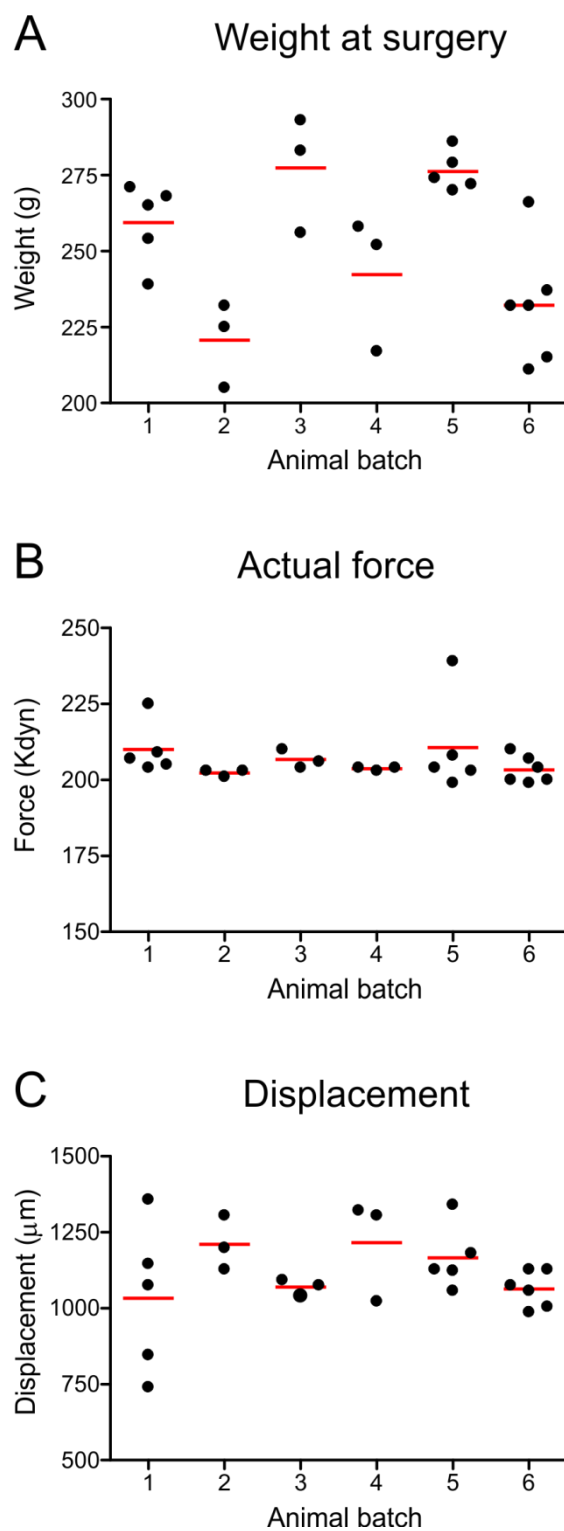 A Weight at surgery
300
275
250
225
200
Weight (g)
1 2 3 4 5 6
Animal batch
B Actual force
250
225
200
175
150
Force (Kdyn)
1 2 3 4 5 6
Animal batch
C Displacement
1500
1250
1000
750
500
Displacement (μm)
1 2 3 4 5 6
Animal batch